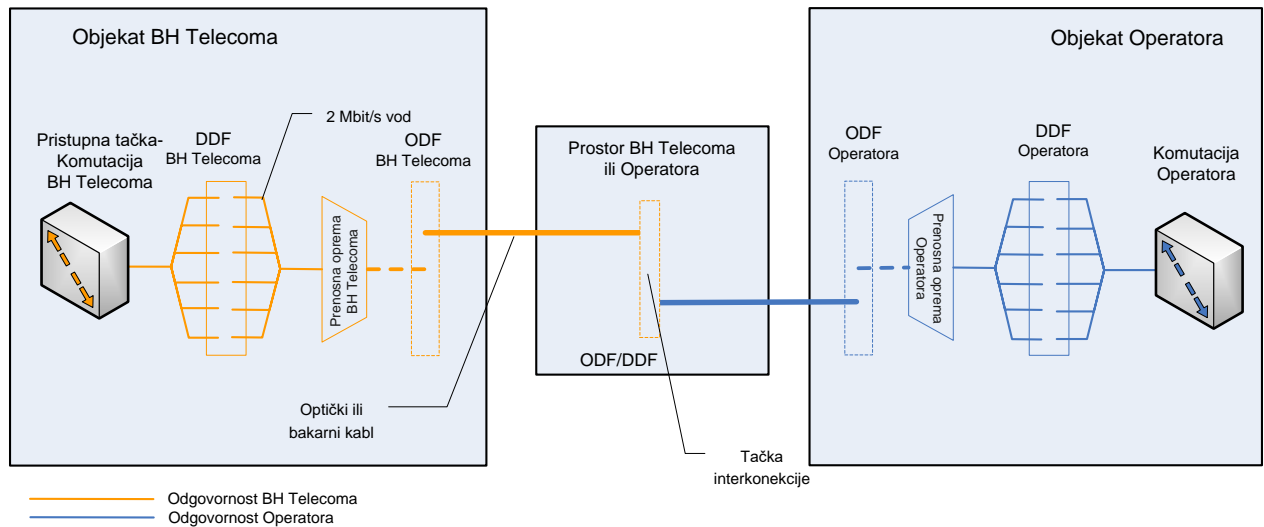 Objekat BH Telecoma
Objekat Operatora
2 Mbit/s vod
Pristupna tačka-
Komutacija
BH Telecoma
DDF
BH Telecoma
ODF
BH Telecoma
Prenosna oprema
BH Telecoma
Prostor BH Telecoma
ili Operatora
ODF/DDF
ODF
Operatora
DDF
Operatora
Komutacija
Operatora
Prenosna oprema
Operatora
Optički ili
bakarni kabl
Tačka
interkonekcije
Odgovornost BH Telecoma
Odgovornost Operatora